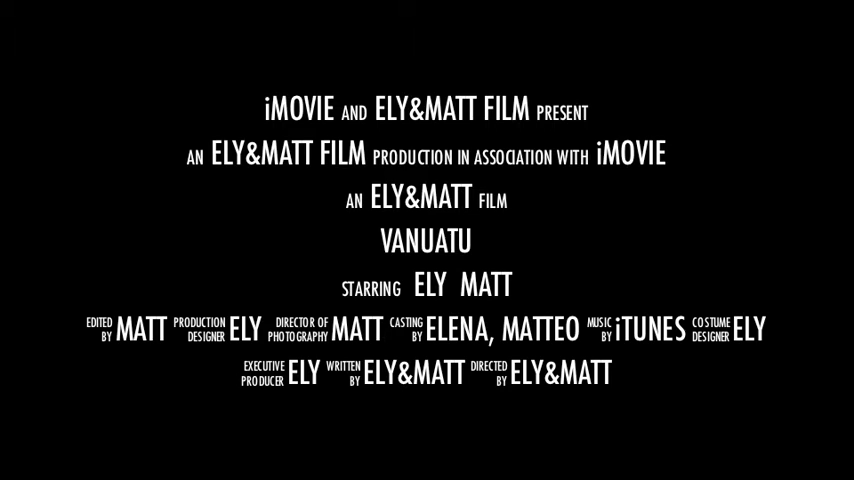 iMOVIE AND ELY&MATT FILM PRESENT
AN ELY&MATT FILM PRODUCTION IN ASSOCIATION WITH iMOVIE
AN ELY&MATT FILM
VANUATU
STARRING ELY MATT
EDITED BY MATT PRODUCTION DESIGNER ELY DIRECTOR OF PHOTOGRAPHY MATT CASTING BY ELENA, MATTEO MUSIC BY iTUNES COSTUME DESIGNER ELY
EXECUTIVE PRODUCER ELY WRITTEN BY ELY&MATT DIRECTED BY ELY&MATT